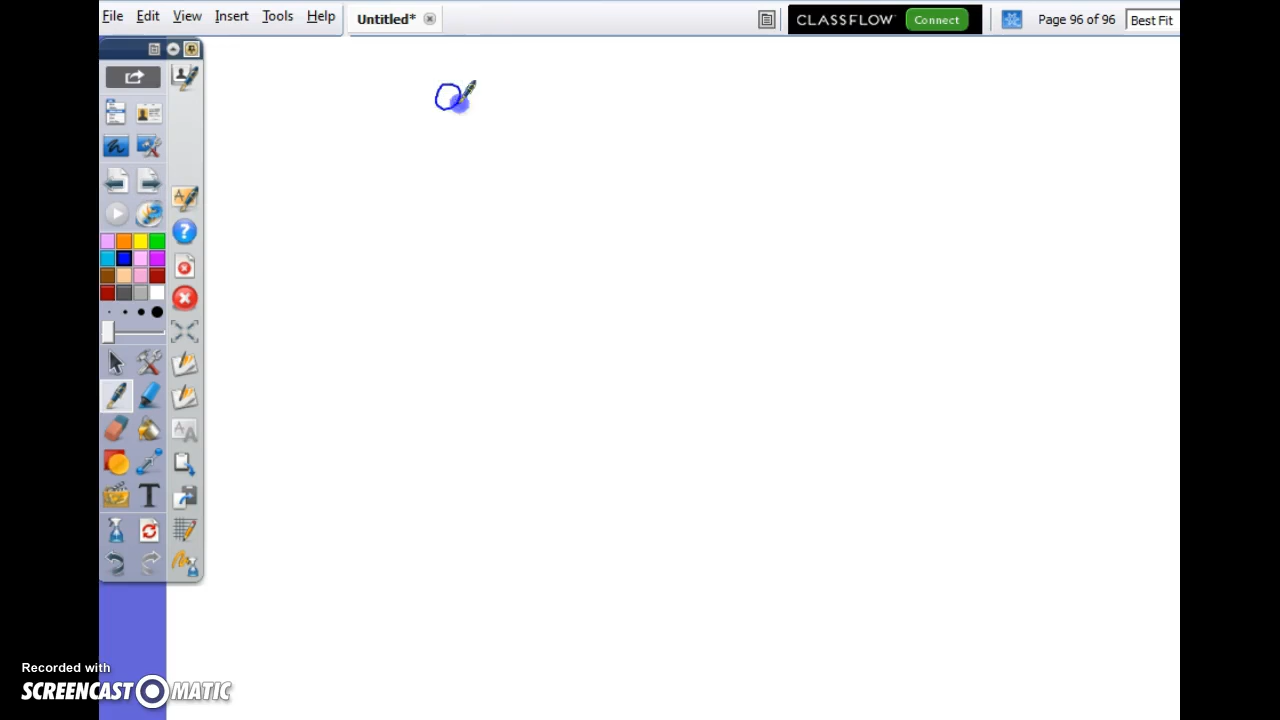 File Edit View Insert Tools Help Untitled* CLASSFLOW Connect Page 96 of 96 Best Fit
Recorded with
SCREENCAST MATIC